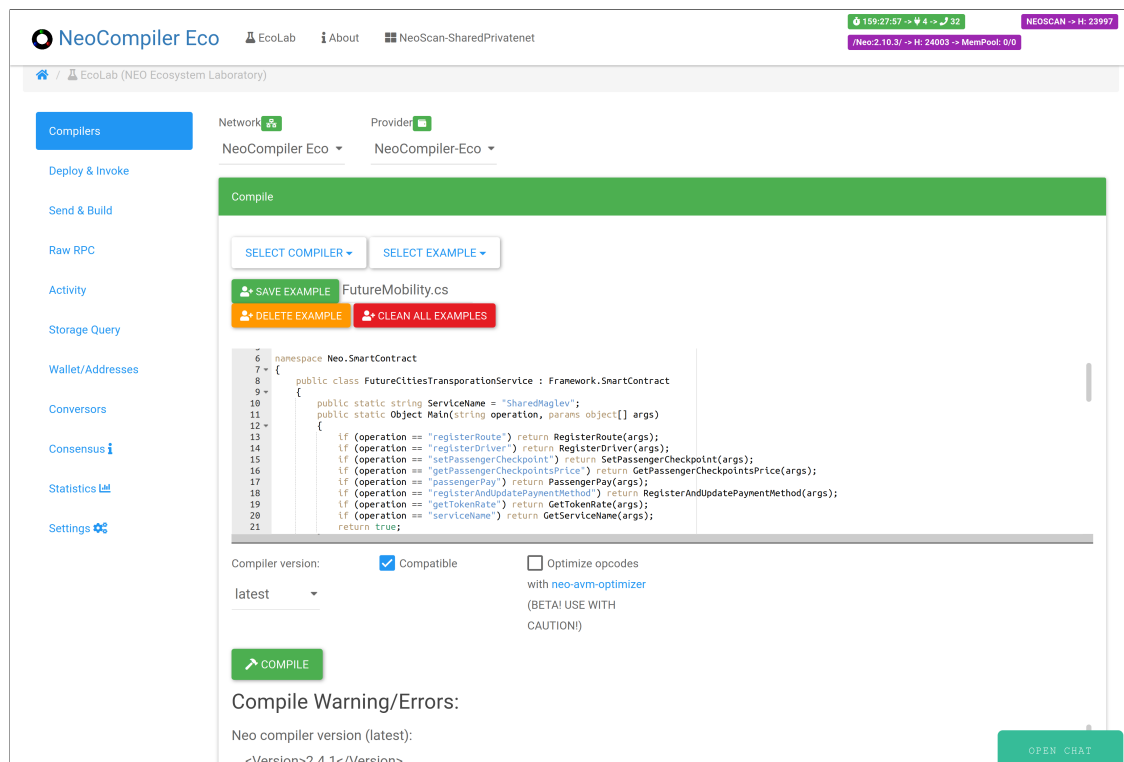 NeoCompiler Eco
EcoLab
About
NeoScan-SharedPrivatenet
159:27:57 -> 4 -> 32
NEOSCAN -> H: 23997
/Neo:2.10.3/ -> H: 24003 -> MemPool: 0/0
/ EcoLab (NEO Ecosystem Laboratory)
Compilers
Deploy & Invoke
Send & Build
Raw RPC
Activity
Storage Query
Wallet/Addresses
Conversors
Consensus
Statistics
Settings
Network
Provider
NeoCompiler Eco
NeoCompiler-Eco
Compile
SELECT COMPILER
SELECT EXAMPLE
SAVE EXAMPLE
FutureMobility.cs
DELETE EXAMPLE
CLEAN ALL EXAMPLES
6 namespace Neo.SmartContract
7 {
8 public class FutureCitiesTransporationService : Framework.SmartContract
9 {
10 public static string ServiceName = "SharedMaglev";
11 public static Object Main(string operation, params object[] args)
12 {
13 if (operation == "registerRoute") return RegisterRoute(args);
14 if (operation == "registerDriver") return RegisterDriver(args);
15 if (operation == "setPassengerCheckpoint") return SetPassengerCheckpoint(args);
16 if (operation == "getPassengerCheckpointsPrice") return GetPassengerCheckpointsPrice(args);
17 if (operation == "passengerPay") return PassengerPay(args);
18 if (operation == "registerAndUpdatePaymentMethod") return RegisterAndUpdatePaymentMethod(args);
19 if (operation == "getTokenRate") return GetTokenRate(args);
20 if (operation == "serviceName") return GetServiceName(args);
21 return true;
Compiler version:
latest
Compatible
Optimize opcodes
with neo-avm-optimizer
(BETA! USE WITH
CAUTION!)
COMPILE
Compile Warning/Errors:
Neo compiler version (latest):
<Version>2.4.1</Version>
OPEN CHAT